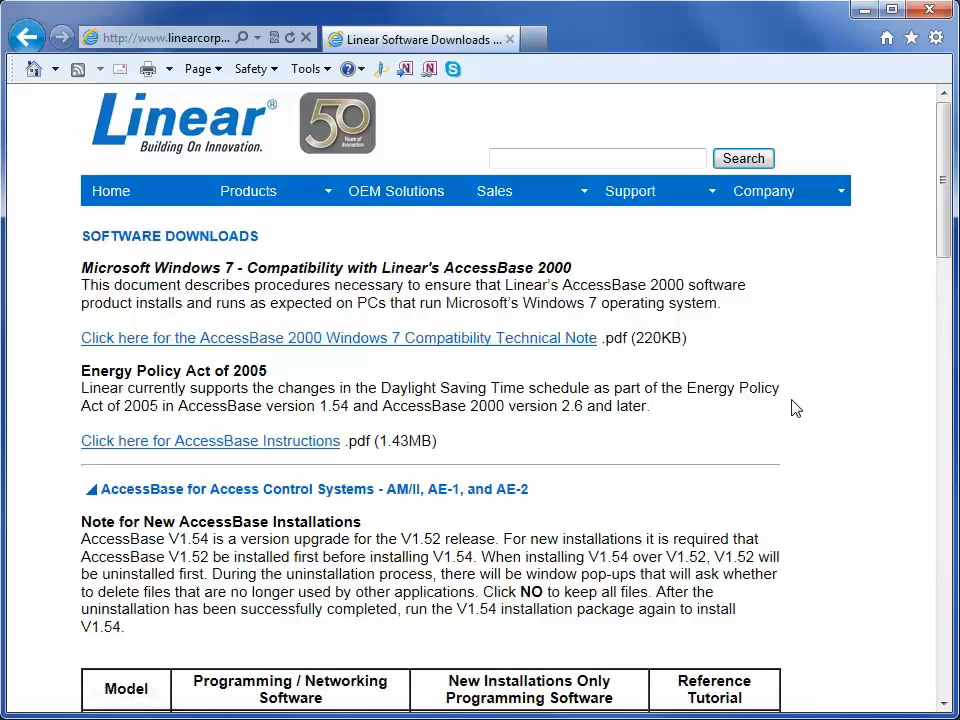 http://www.linearcorp...
Linear Software Downloads ...
Page
Safety
Tools
Linear®
Building On Innovation.
50
Years of
Innovation
Search
Home
Products
OEM Solutions
Sales
Support
Company
SOFTWARE DOWNLOADS
Microsoft Windows 7 - Compatibility with Linear's AccessBase 2000
This document describes procedures necessary to ensure that Linear's AccessBase 2000 software
product installs and runs as expected on PCs that run Microsoft's Windows 7 operating system.
Click here for the AccessBase 2000 Windows 7 Compatibility Technical Note .pdf (220KB)
Energy Policy Act of 2005
Linear currently supports the changes in the Daylight Saving Time schedule as part of the Energy Policy
Act of 2005 in AccessBase version 1.54 and AccessBase 2000 version 2.6 and later.
Click here for AccessBase Instructions .pdf (1.43MB)
AccessBase for Access Control Systems - AM/II, AE-1, and AE-2
Note for New AccessBase Installations
AccessBase V1.54 is a version upgrade for the V1.52 release. For new installations it is required that
AccessBase V1.52 be installed first before installing V1.54. When installing V1.54 over V1.52, V1.52 will
be uninstalled first. During the uninstallation process, there will be window pop-ups that will ask whether
to delete files that are no longer used by other applications. Click NO to keep all files. After the
uninstallation has been successfully completed, run the V1.54 installation package again to install
V1.54.
Model
Programming / Networking
Software
New Installations Only
Programming Software
Reference
Tutorial